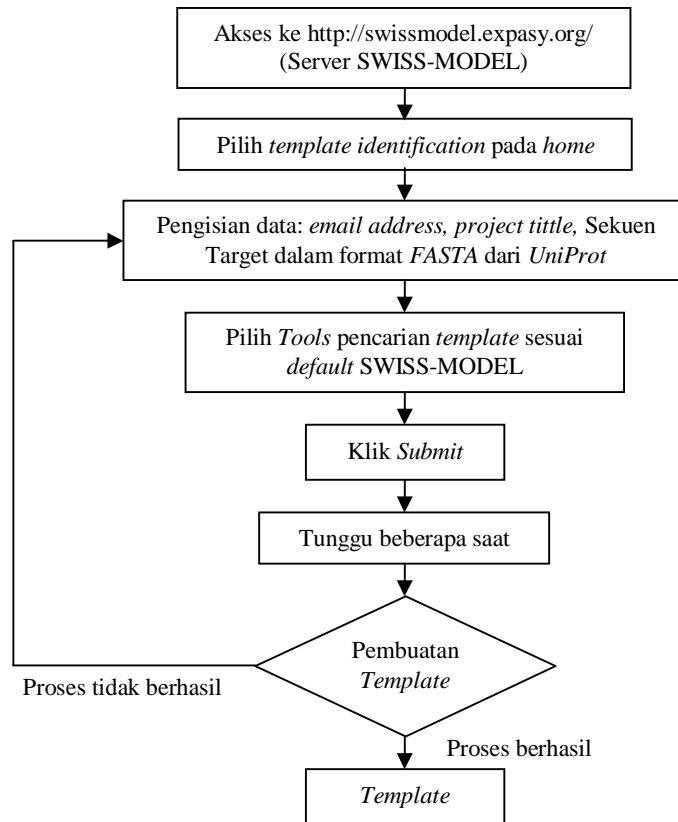 Akses ke http://swissmodel.expasy.org/
(Server SWISS-MODEL)
Pilih template identification pada home
Pengisian data: email address, project tittle, Sekuen
Target dalam format FASTA dari UniProt
Pilih Tools pencarian template sesuai
default SWISS-MODEL
Klik Submit
Tunggu beberapa saat
Pembuatan
Template
Proses tidak berhasil
Proses berhasil
Template